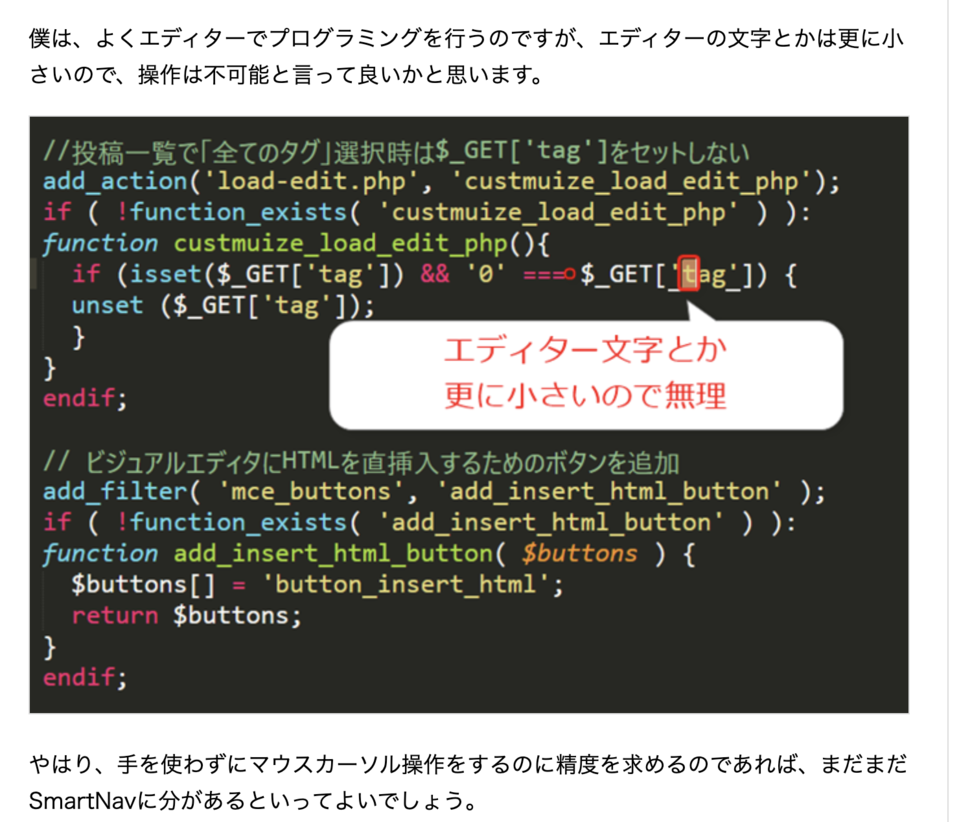 僕は、よくエディターでプログラミングを行うのですが、エディターの文字とかは更に小
さいので、操作は不可能と言って良いかと思います。
//投稿一覧で「全てのタグ」選択時は$_GET['tag']をセットしない
add_action('load-edit.php', 'custmuize_load_edit_php');
if ( !function_exists( 'custmuize_load_edit_php' ) ):
function custmuize_load_edit_php(){
if (isset($_GET['tag']) && '0' === $_GET['tag']) {
unset ($_GET['tag']);
}
}
endif;
エディター文字とか
更に小さいので無理
// ビジュアルエディタにHTMLを直挿入するためのボタンを追加
add_filter( 'mce_buttons', 'add_insert_html_button' );
if ( !function_exists( 'add_insert_html_button' ) ):
function add_insert_html_button( $buttons ) {
$buttons[] = 'button_insert_html';
return $buttons;
}
endif;
やはり、手を使わずにマウスカーソル操作をするのに精度を求めるのであれば、まだまだ
SmartNavに分があるといってよいでしょう。